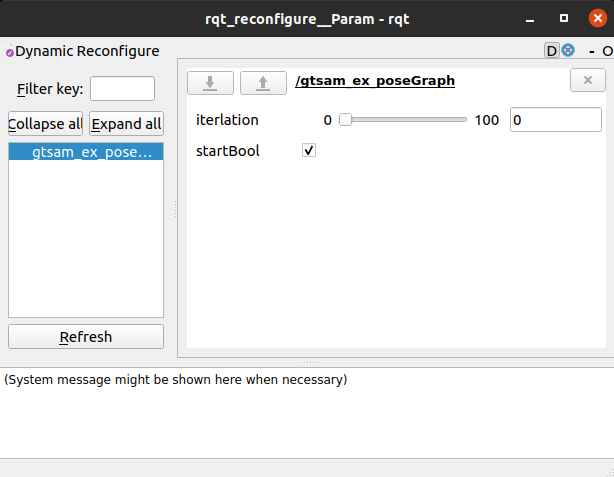 rqt_reconfigure__Param - rqt
Dynamic Reconfigure
D
- O
Filter key:
Collapse all
Expand all
gtsam_ex_pose...
Refresh
/gtsam_ex_poseGraph
iterlation
0
100
0
startBool
(System message might be shown here when necessary)